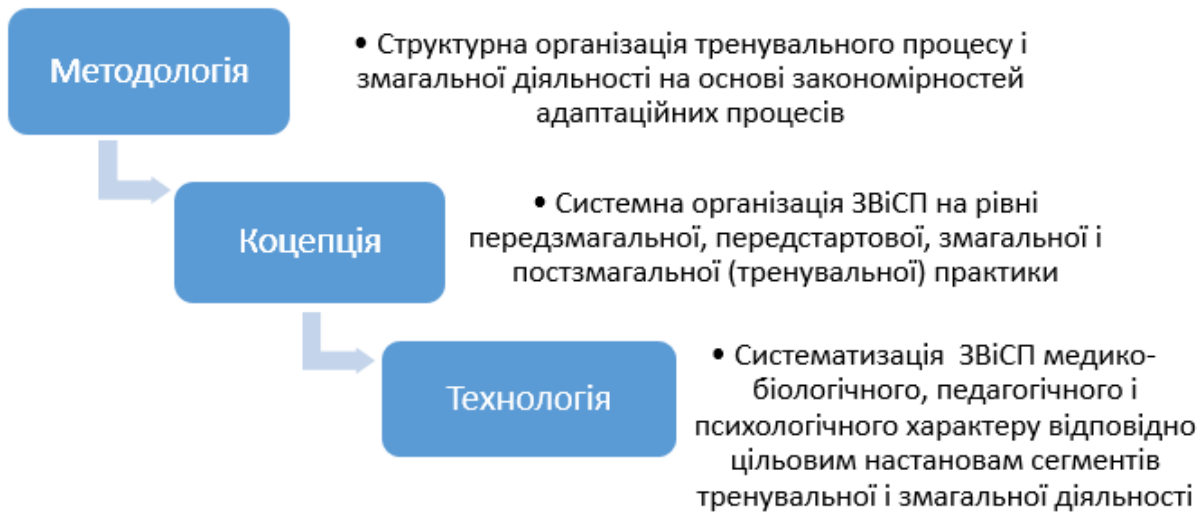 Методологія
• Структурна організація тренувального процесу і
змагальної діяльності на основі закономірностей
адаптаційних процесів
Коцепція
• Системна організація ЗВіСП на рівні
передзмагальної, передстартової, змагальної і
постзмагальної (тренувальної) практики
Технологія
• Систематизація ЗВіСП медико-
біологічного, педагогічного і
психологічного характеру відповідно
цільовим настановам сегментів
тренувальної і змагальної діяльності